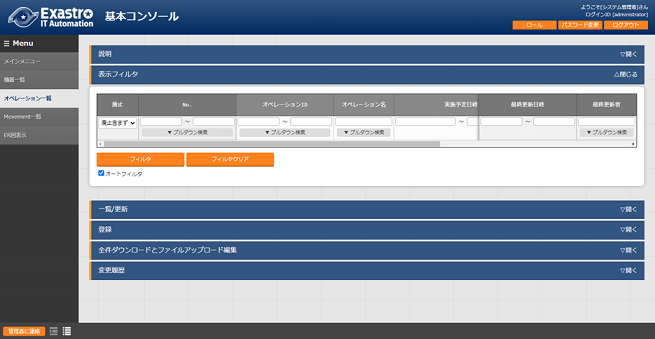 Exastro
IT Automation
基本コンソール
ようこそ[システム管理者]さん
ログインID [administrator]
ロール
パスワード変更
ログアウト
☰ Menu
メインメニュー
機器一覧
オペレーション一覧
Movement一覧
ER図表示
説明
▽開く
表示フィルタ
△閉じる
廃止
No.
オペレーションID
オペレーション名
実施予定日時
最終更新日時
最終更新者
廃止含まず
～
～
～
～
▼ プルダウン検索
▼ プルダウン検索
▼ プルダウン検索
▼ プルダウン検索
フィルタ
フィルタクリア
オートフィルタ
一覧/更新
▽開く
登録
▽開く
全件ダウンロードとファイルアップロード編集
▽開く
変更履歴
▽開く
管理者に連絡